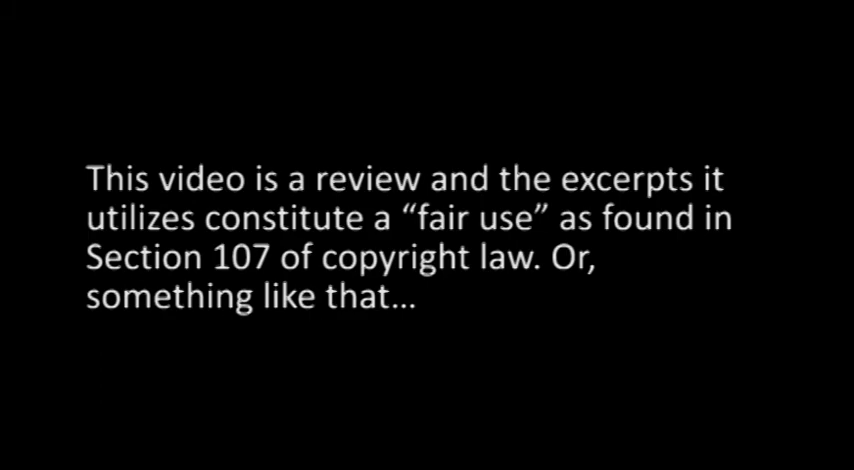 This video is a review and the excerpts it
utilizes constitute a “fair use” as found in
Section 107 of copyright law. Or,
something like that...